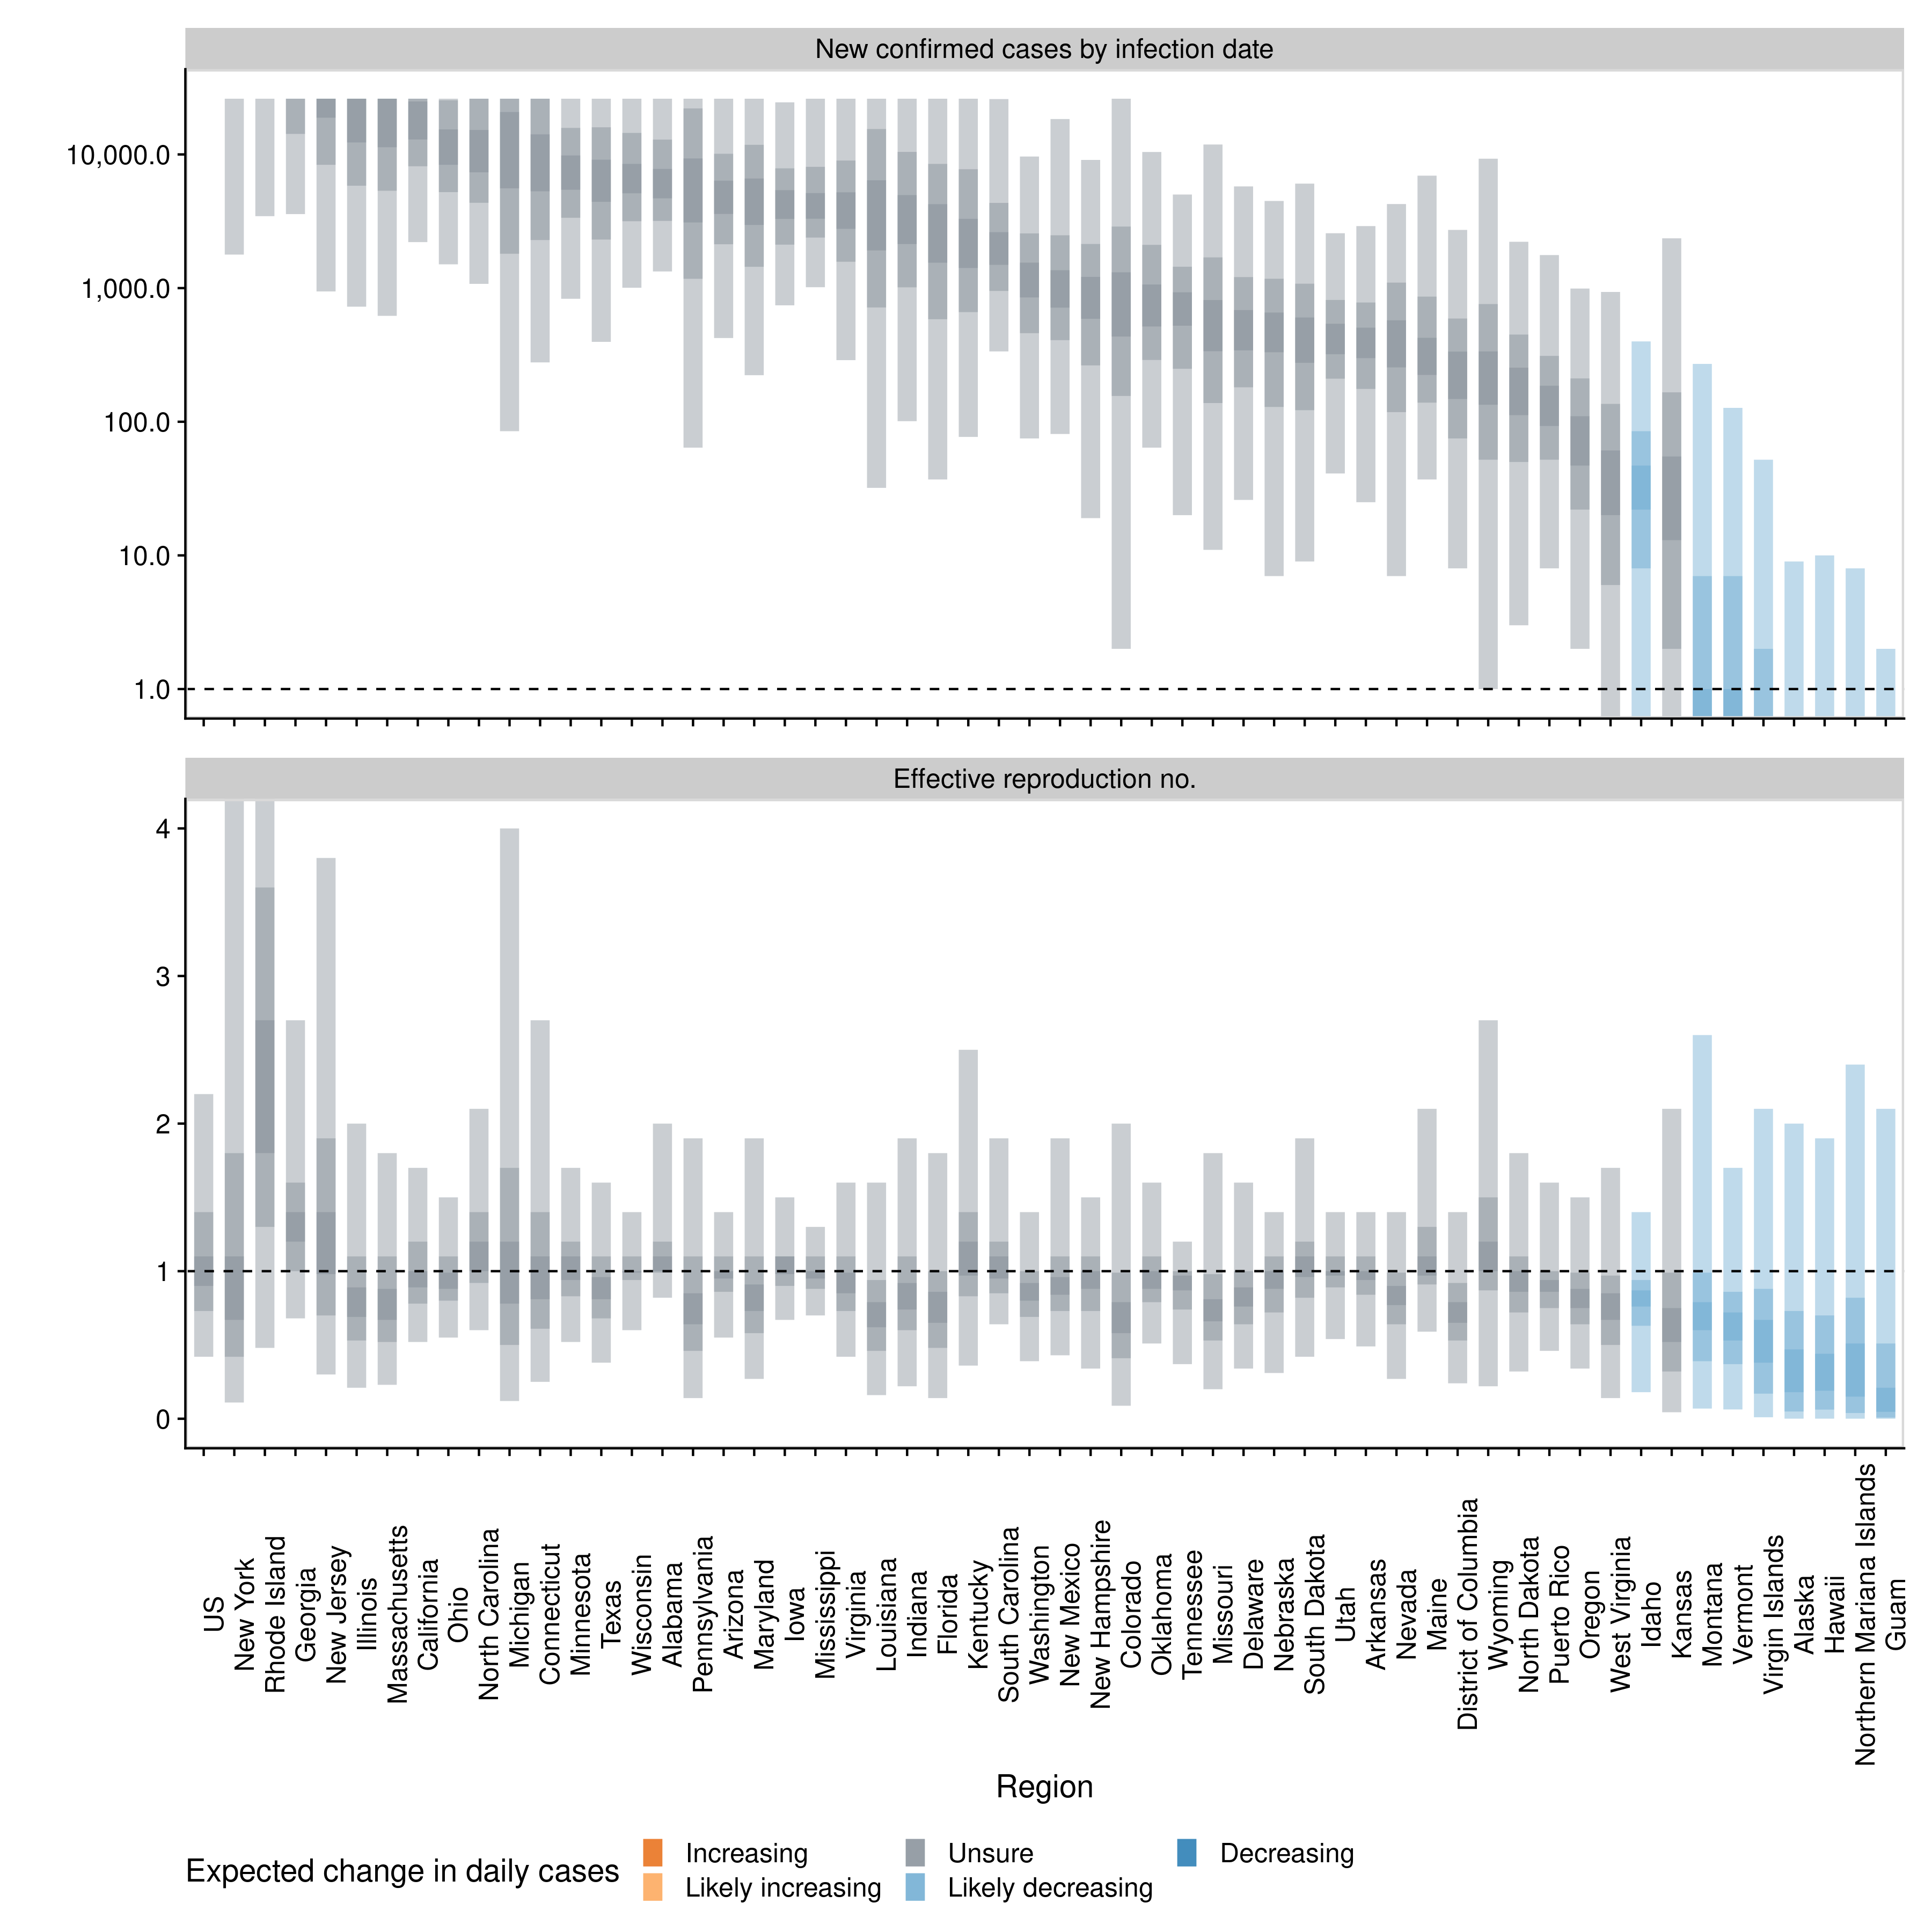 New confirmed cases by infection date
10,000.0
1,000.0
100.0
10.0
1.0
Effective reproduction no.
4
3
2
1
0
US
New York
Rhode Island
Georgia
New Jersey
Illinois
Massachusetts
California
Ohio
North Carolina
Michigan
Connecticut
Minnesota
Texas
Wisconsin
Alabama
Pennsylvania
Arizona
Maryland
Iowa
Mississippi
Virginia
Louisiana
Indiana
Florida
Kentucky
South Carolina
Washington
New Mexico
New Hampshire
Colorado
Oklahoma
Tennessee
Missouri
Delaware
Nebraska
South Dakota
Utah
Arkansas
Nevada
Maine
District of Columbia
Wyoming
North Dakota
Puerto Rico
Oregon
West Virginia
Idaho
Kansas
Montana
Vermont
Virgin Islands
Alaska
Hawaii
Northern Mariana Islands
Guam
Region
Expected change in daily cases
Increasing
Likely increasing
Unsure
Likely decreasing
Decreasing